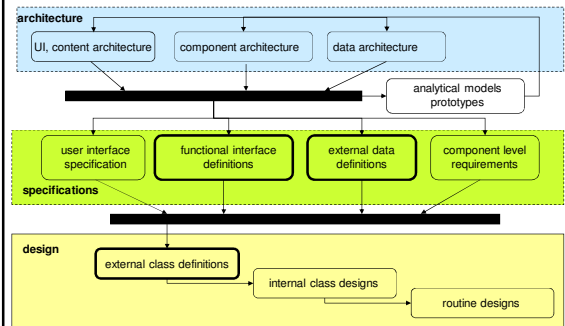 architecture
UI, content architecture
component architecture
data architecture
analytical models
prototypes
user interface
specification
functional interface
definitions
external data
definitions
component level
requirements
specifications
design
external class definitions
internal class designs
routine designs